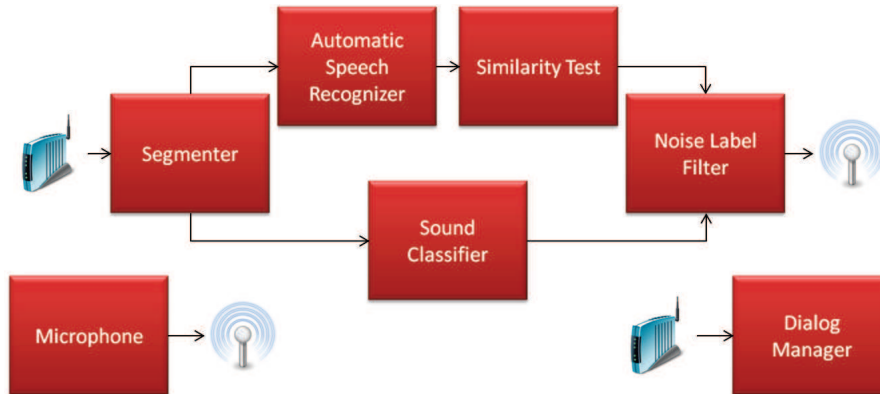 Automatic
Speech
Recognizer
Similarity Test
Segmenter
Noise Label
Filter
Sound
Classifier
Microphone
Dialog
Manager